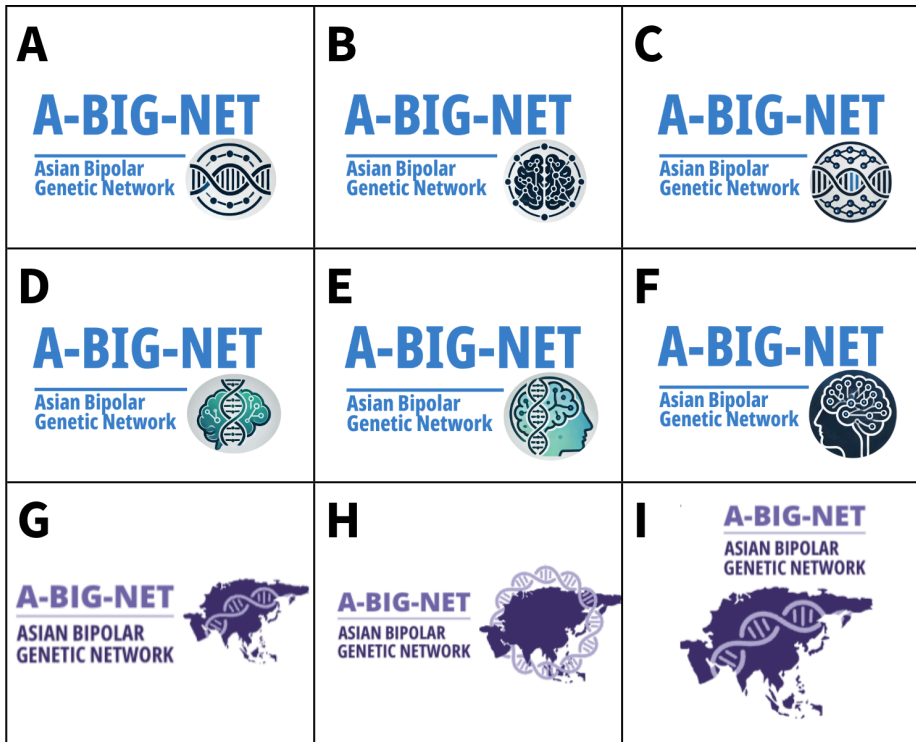 A
A-BIG-NET
Asian Bipolar
Genetic Network
B
A-BIG-NET
Asian Bipolar
Genetic Network
C
A-BIG-NET
Asian Bipolar
Genetic Network
D
A-BIG-NET
Asian Bipolar
Genetic Network
E
A-BIG-NET
Asian Bipolar
Genetic Network
F
A-BIG-NET
Asian Bipolar
Genetic Network
G
A-BIG-NET
ASIAN BIPOLAR
GENETIC NETWORK
H
A-BIG-NET
ASIAN BIPOLAR
GENETIC NETWORK
I
A-BIG-NET
ASIAN BIPOLAR
GENETIC NETWORK